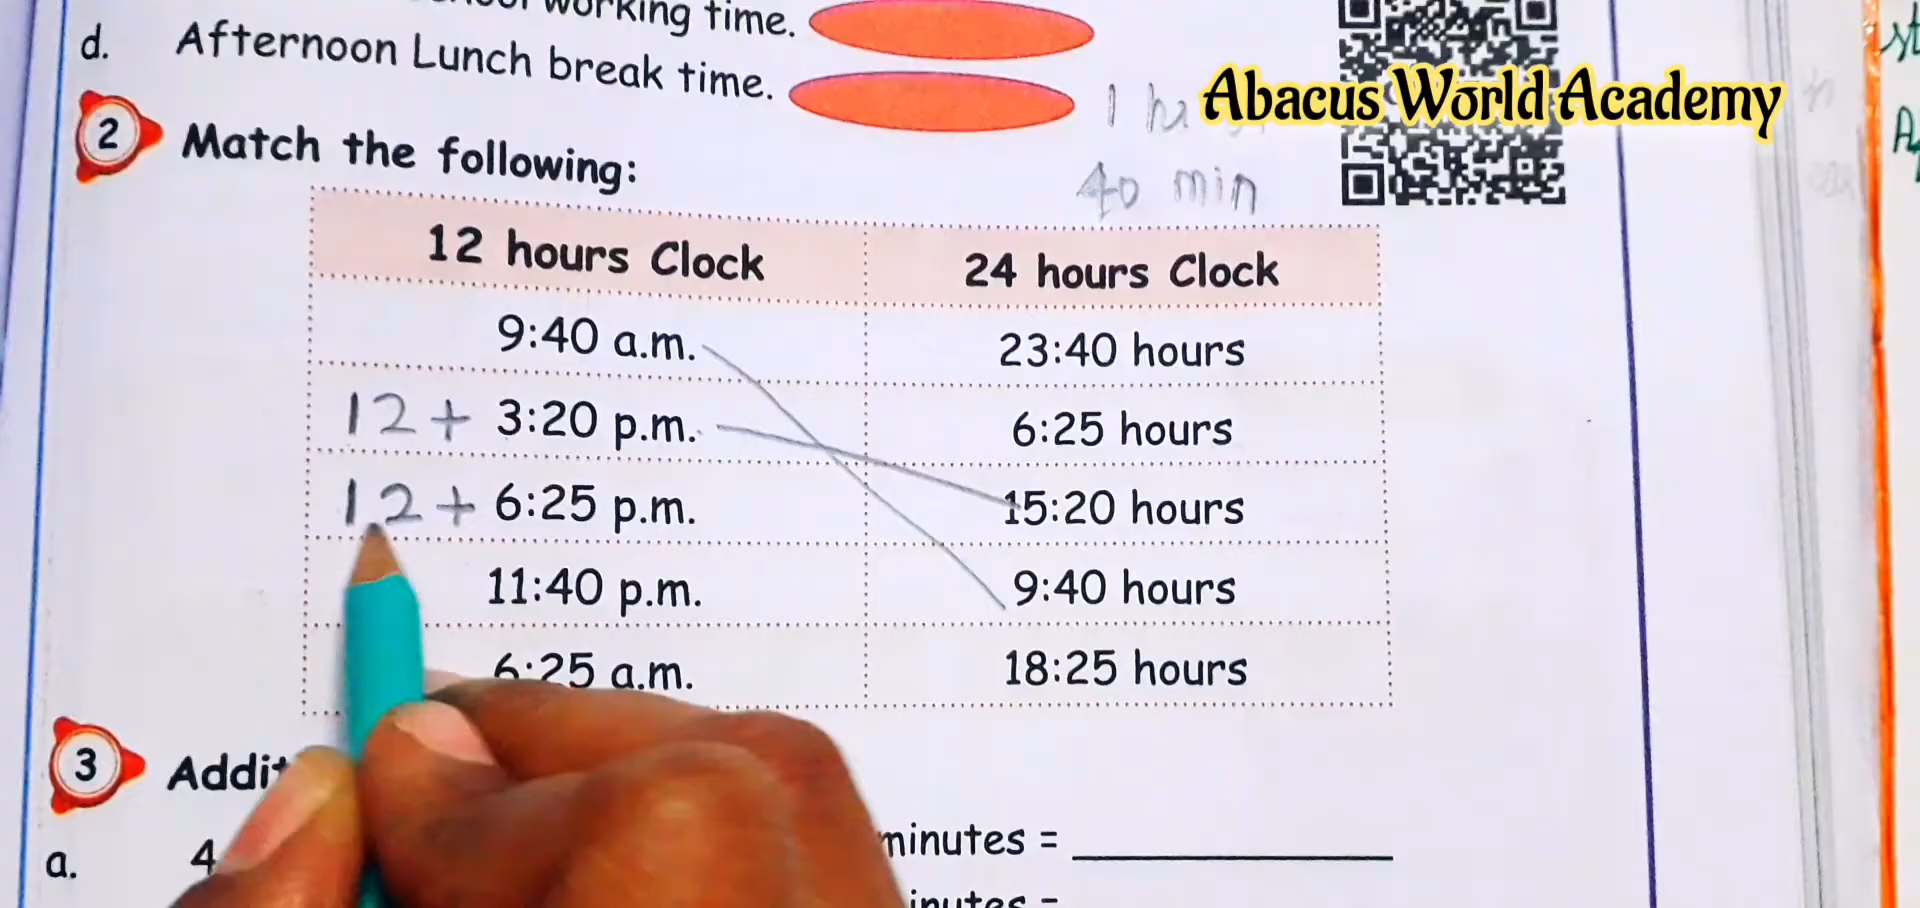 working time.
d. Afternoon Lunch break time.
1
Abacus World Academy
40 min
2 Match the following:
12 hours Clock 24 hours Clock
9:40 a.m. 23:40 hours
12 + 3:20 p.m. 6:25 hours
12 + 6:25 p.m. 15:20 hours
11:40 p.m. 9:40 hours
6:25 a.m. 18:25 hours
3
a. 4 minutes =